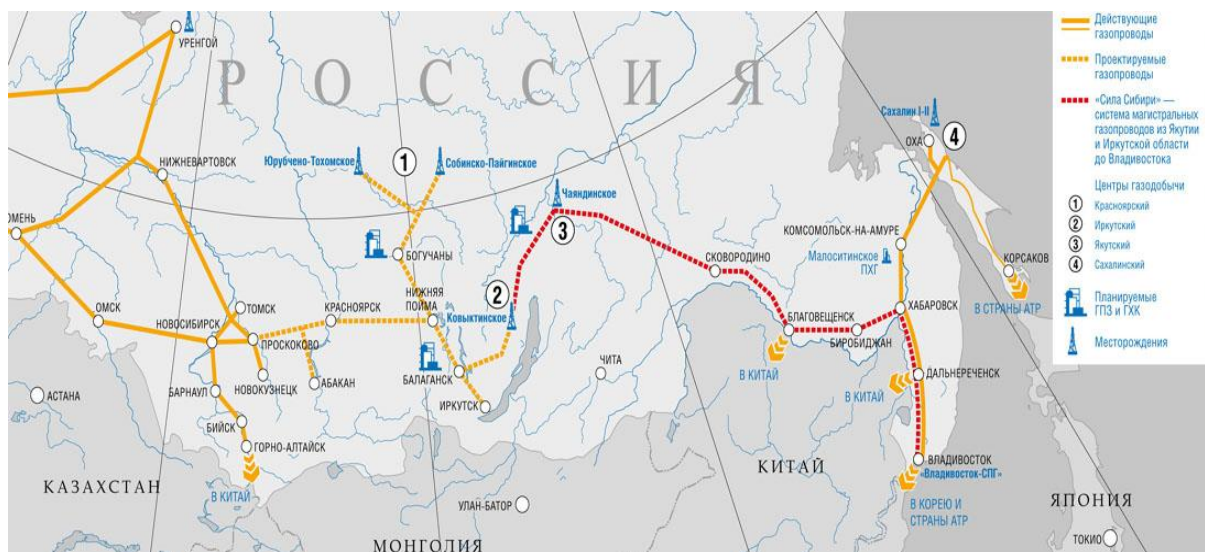 УРЕНГОЙ
РОССИЯ
НИЖНЕВАРТОВСК
Юрубчено-Тохомское
1
Собинско-Пайгинское
Чаяндинское
3
Сахалин I-II
ОХА
4
ОМЕНЬ
БОГУЧАНЫ
СКОВОРОДИНО
КОМСОМОЛЬСК-НА-АМУРЕ
Малоситинское
ПХГ
КОРСАКОВ
В СТРАНЫ АТР
ОМСК
ТОМСК
НОВОСИБИРСК
КРАСНОЯРСК
НИЖНЯЯ
ПОЙМА
2
Ковыктинское
ХАБАРОВСК
БЛАГОВЕЩЕНСК
БИРОБИДЖАН
ПРОСКОКОВО
БАРНАУЛ
НОВОКУЗНЕЦК
АБАКАН
БАЛАГАНСК
ЧИТА
В КИТАЙ
В КИТАЙ
ДАЛЬНЕРЕЧЕНСК
АСТАНА
БИЙСК
ИРКУТСК
ГОРНО-АЛТАЙСК
В КИТАЙ
КАЗАХСТАН
УЛАН-БАТОР
МОНГОЛИЯ
КИТАЙ
ВЛАДИВОСТОК
«Владивосток-СПГ»
В КОРЕЮ И
СТРАНЫ АТР
ЯПОНИЯ
ТОКИО
Действующие
газопроводы
Проектируемые
газопроводы
«Сила Сибири» —
система магистральных
газопроводов из Якутии
и Иркутской области
до Владивостока
Центры газодобычи
1 Красноярский
2 Иркутский
3 Якутский
4 Сахалинский
Планируемые
ГПЗ и ГХК
Месторождения